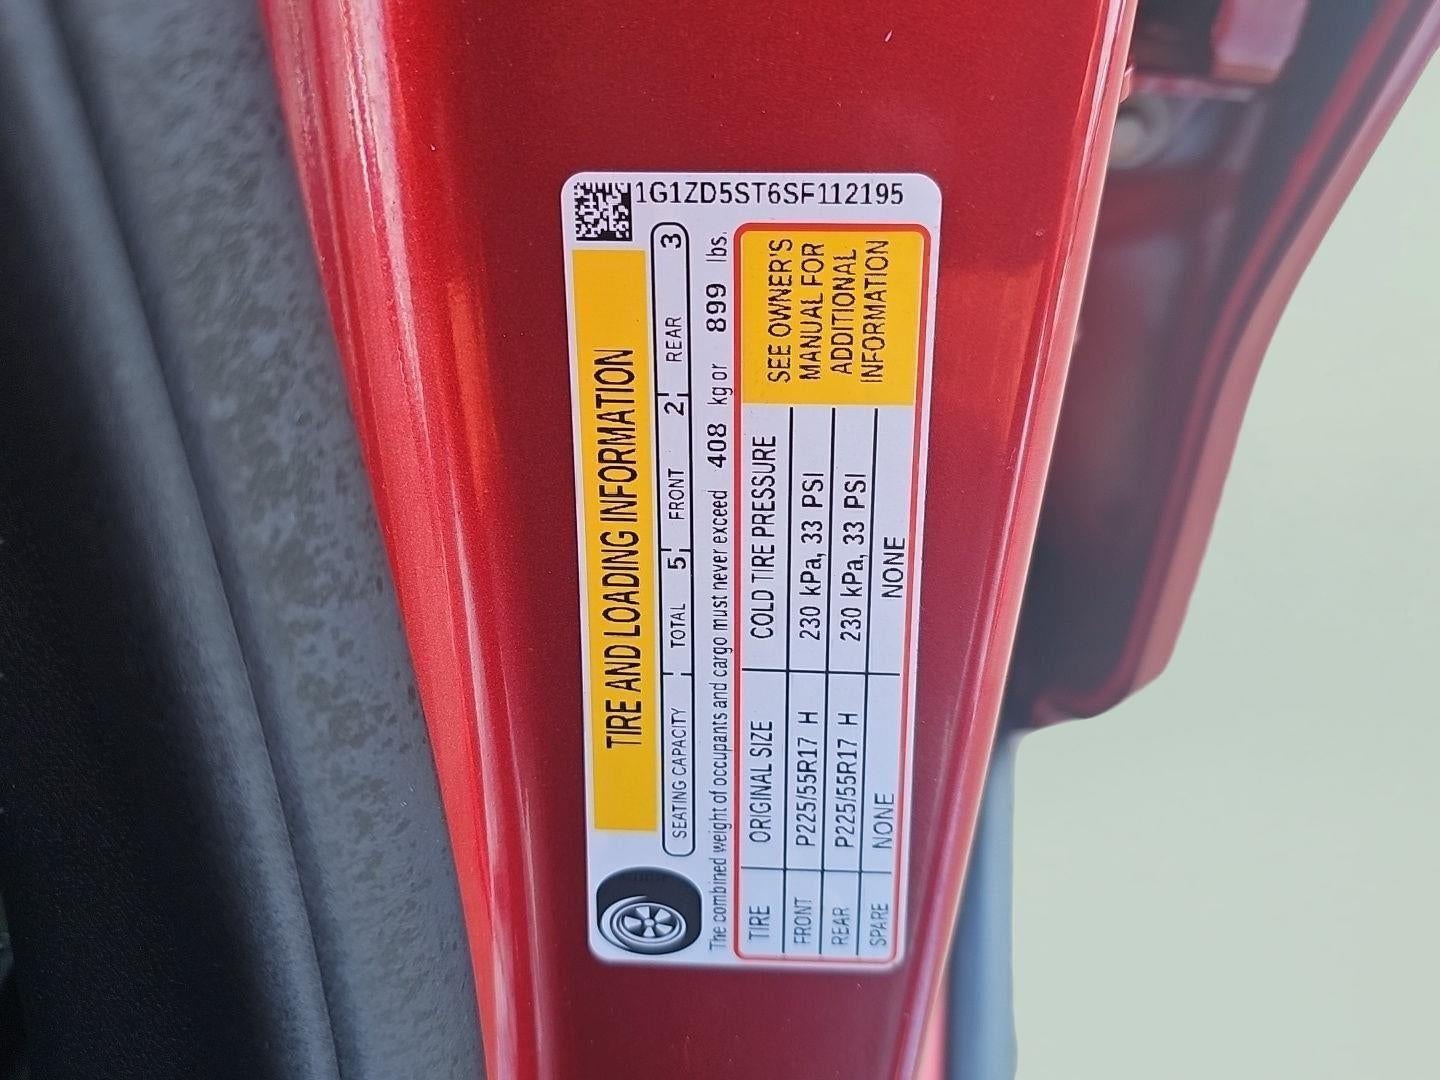 1G1ZD5ST6SF112195
TIRE AND LOADING INFORMATION
SEATING CAPACITY TOTAL 5 FRONT 2 REAR 3
The combined weight of occupants and cargo must never exceed 408 kg or 899 lbs.
TIRE ORIGINAL SIZE COLD TIRE PRESSURE
FRONT P225/55R17 H 230 kPa, 33 PSI
REAR P225/55R17 H 230 kPa, 33 PSI
SPARE NONE NONE
SEE OWNER'S
MANUAL FOR
ADDITIONAL
INFORMATION